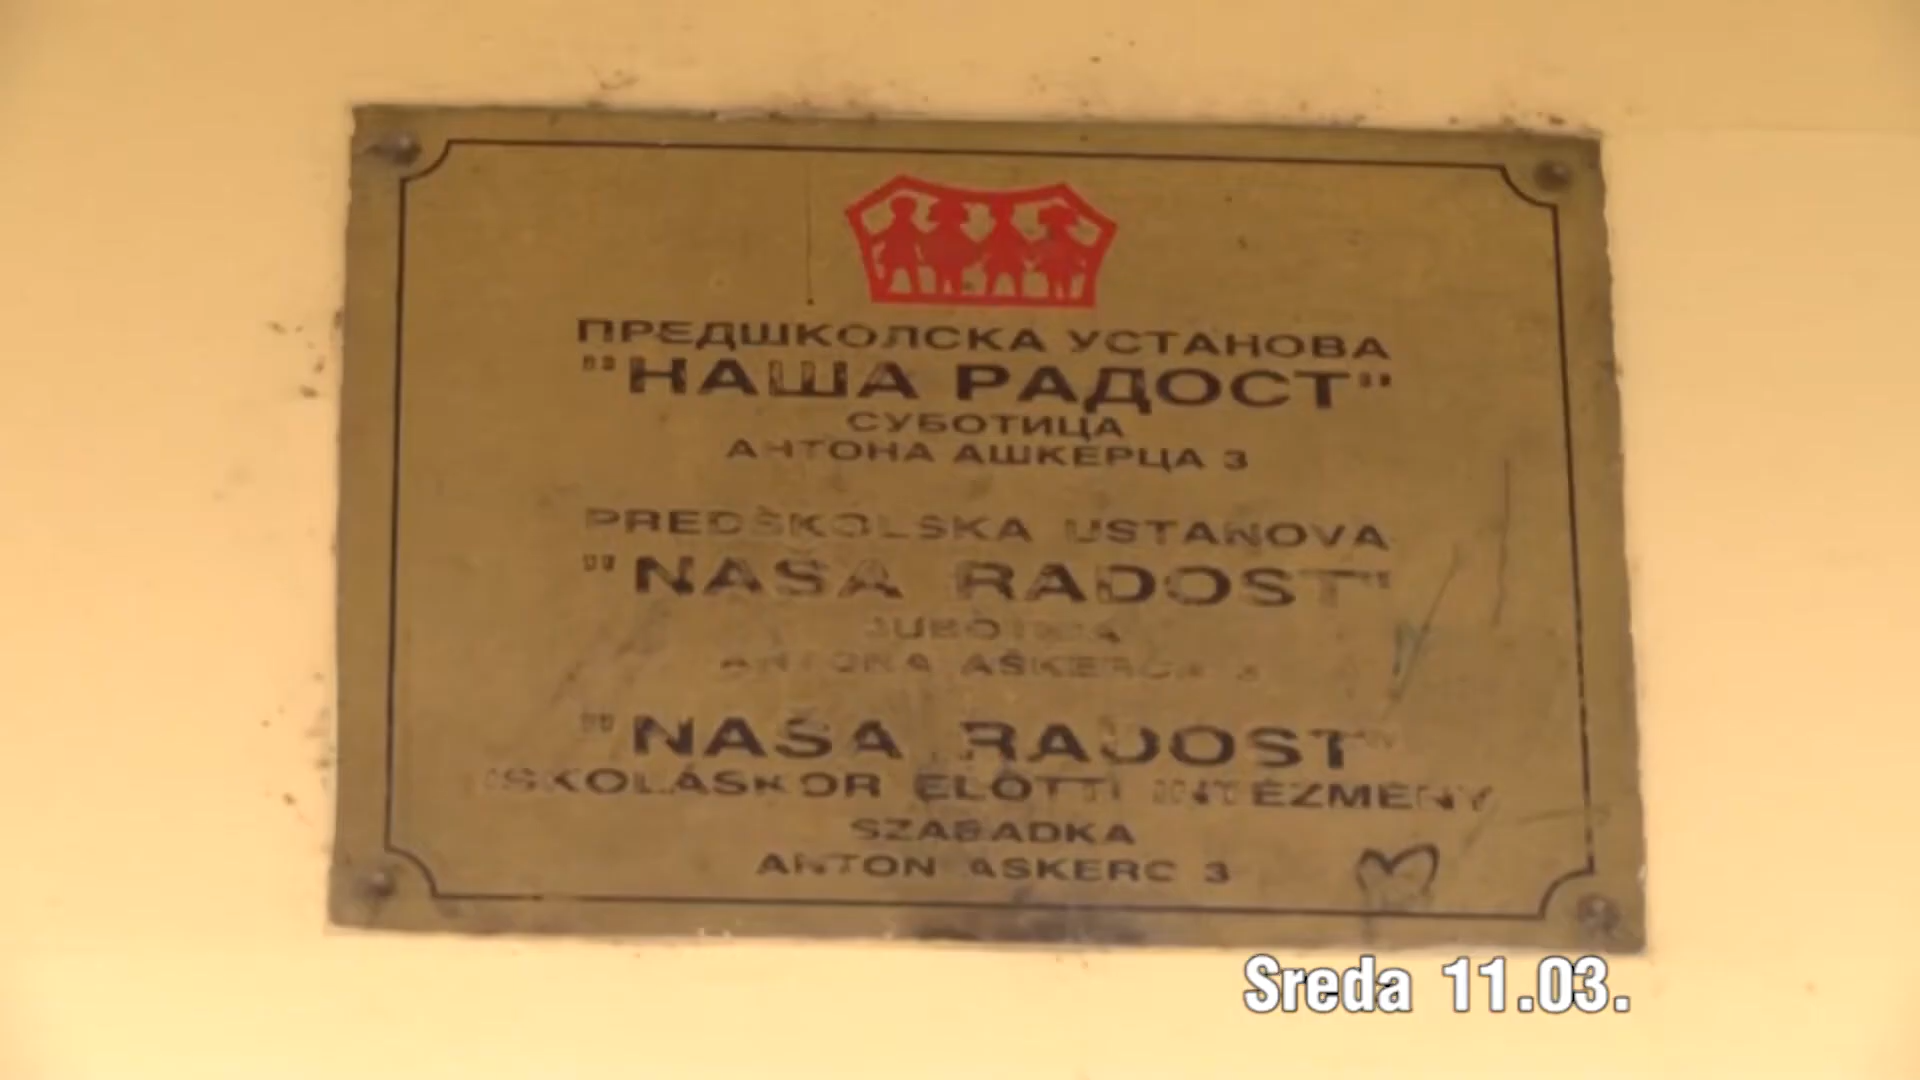 ПРЕДШКОЛСКА УСТАНОВА
"НАША РАДОСТ"
СУБОТИЦА
АНТОНА АШКЕРЦА 3
PREDŠKOLSKA USTANOVA
"NAŠA RADOST"
SUBOTICA
ANTONA AŠKERCA 3
"NAŠA RADOST"
ISKOLÁSKOR ELŐTTI INTÉZMÉNY
SZABADKA
ANTON AŠKERC 3
Sreda 11.03.